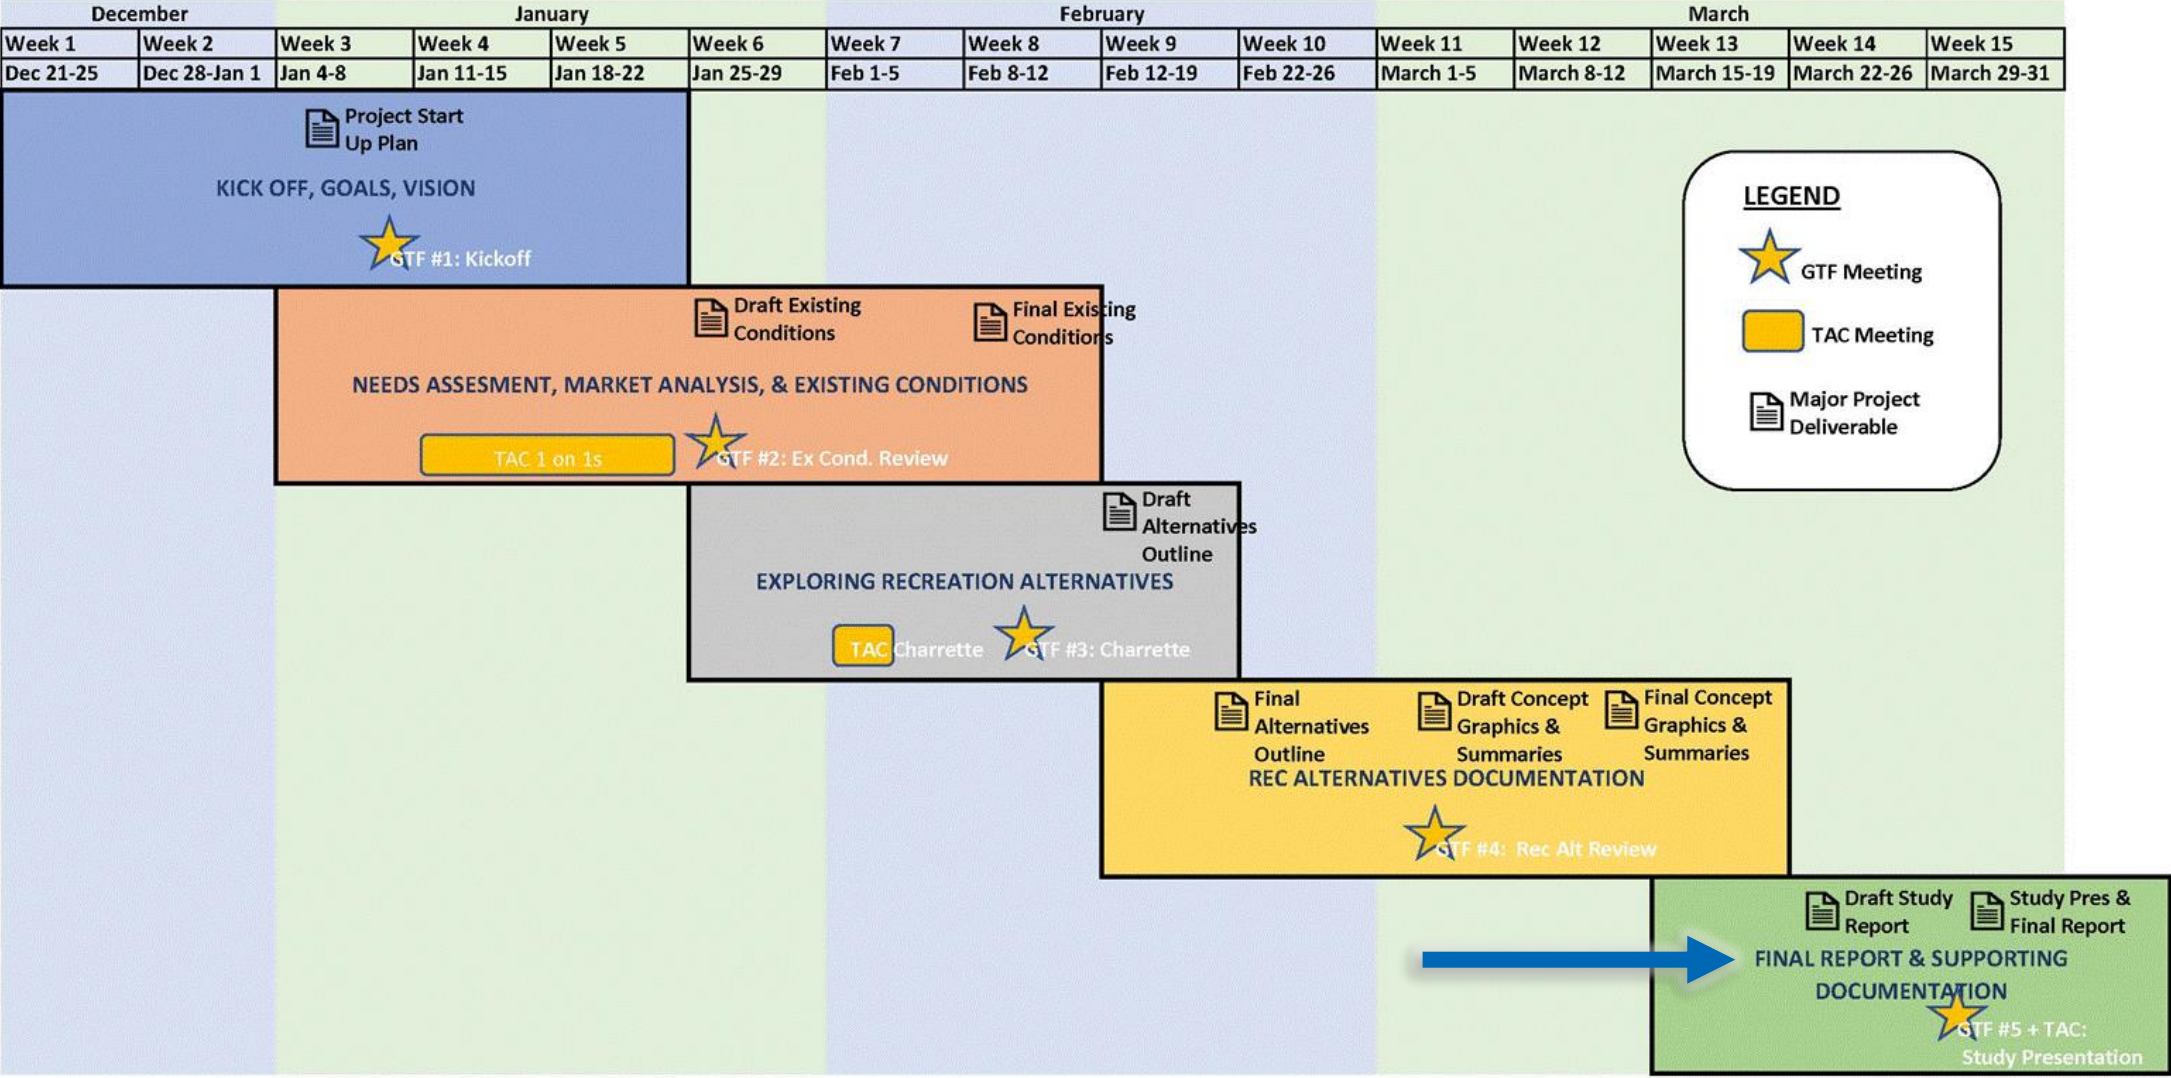 December
January
February
March
Week 1
Week 2
Week 3
Week 4
Week 5
Week 6
Week 7
Week 8
Week 9
Week 10
Week 11
Week 12
Week 13
Week 14
Week 15
Dec 21-25
Dec 28-Jan 1
Jan 4-8
Jan 11-15
Jan 18-22
Jan 25-29
Feb 1-5
Feb 8-12
Feb 12-19
Feb 22-26
March 1-5
March 8-12
March 15-19
March 22-26
March 29-31
Project Start
Up Plan
KICK OFF, GOALS, VISION
GTF #1: Kickoff
LEGEND
GTF Meeting
TAC Meeting
Major Project
Deliverable
Draft Existing
Conditions
Final Existing
Conditions
NEEDS ASSESMENT, MARKET ANALYSIS, & EXISTING CONDITIONS
TAC 1 on 1s
GTF #2: Ex Cond. Review
Draft
Alternatives
Outline
EXPLORING RECREATION ALTERNATIVES
TAC Charrette
GTF #3: Charrette
Final
Alternatives
Outline
Draft Concept
Graphics &
Summaries
Final Concept
Graphics &
Summaries
REC ALTERNATIVES DOCUMENTATION
GTF #4: Rec Alt Review
Draft Study
Report
Study Pres &
Final Report
FINAL REPORT & SUPPORTING
DOCUMENTATION
GTF #5 + TAC:
Study Presentation